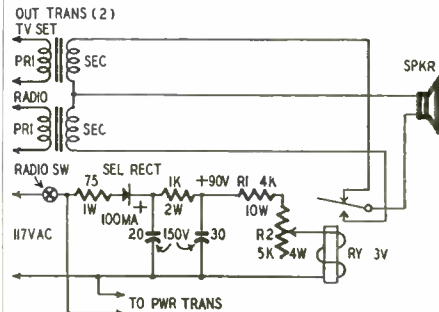 OUT TRANS (2)
TV SET
PRI SEC
SPKR
RADIO
PRI SEC
RADIO SW
75 SEL RECT 1K +90V R1 4K
1W 100MA + 2W 10W
117VAC 20 150V 30 R2
5K 4W RY 3V
TO PWR TRANS